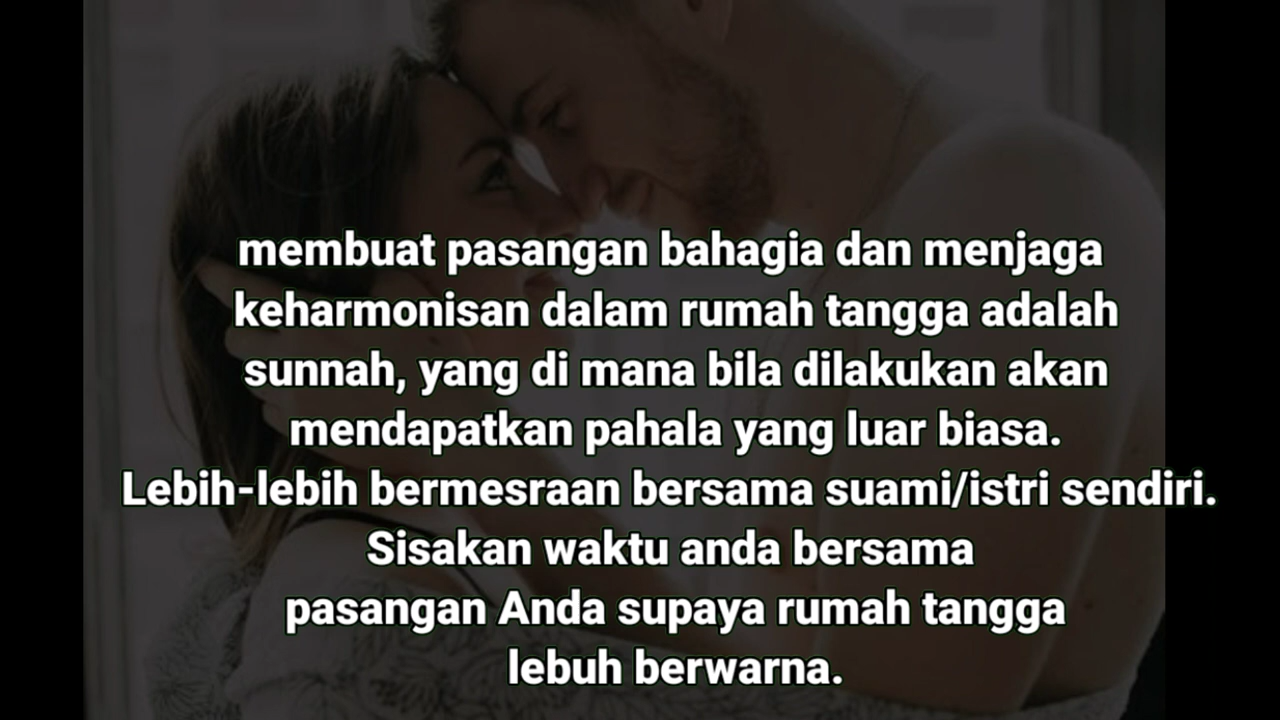 membuat pasangan bahagia dan menjaga
keharmonisan dalam rumah tangga adalah
sunnah, yang di mana bila dilakukan akan
mendapatkan pahala yang luar biasa.
Lebih-lebih bermesraan bersama suami/istri sendiri.
Sisakan waktu anda bersama
pasangan Anda supaya rumah tangga
lebuh berwarna.